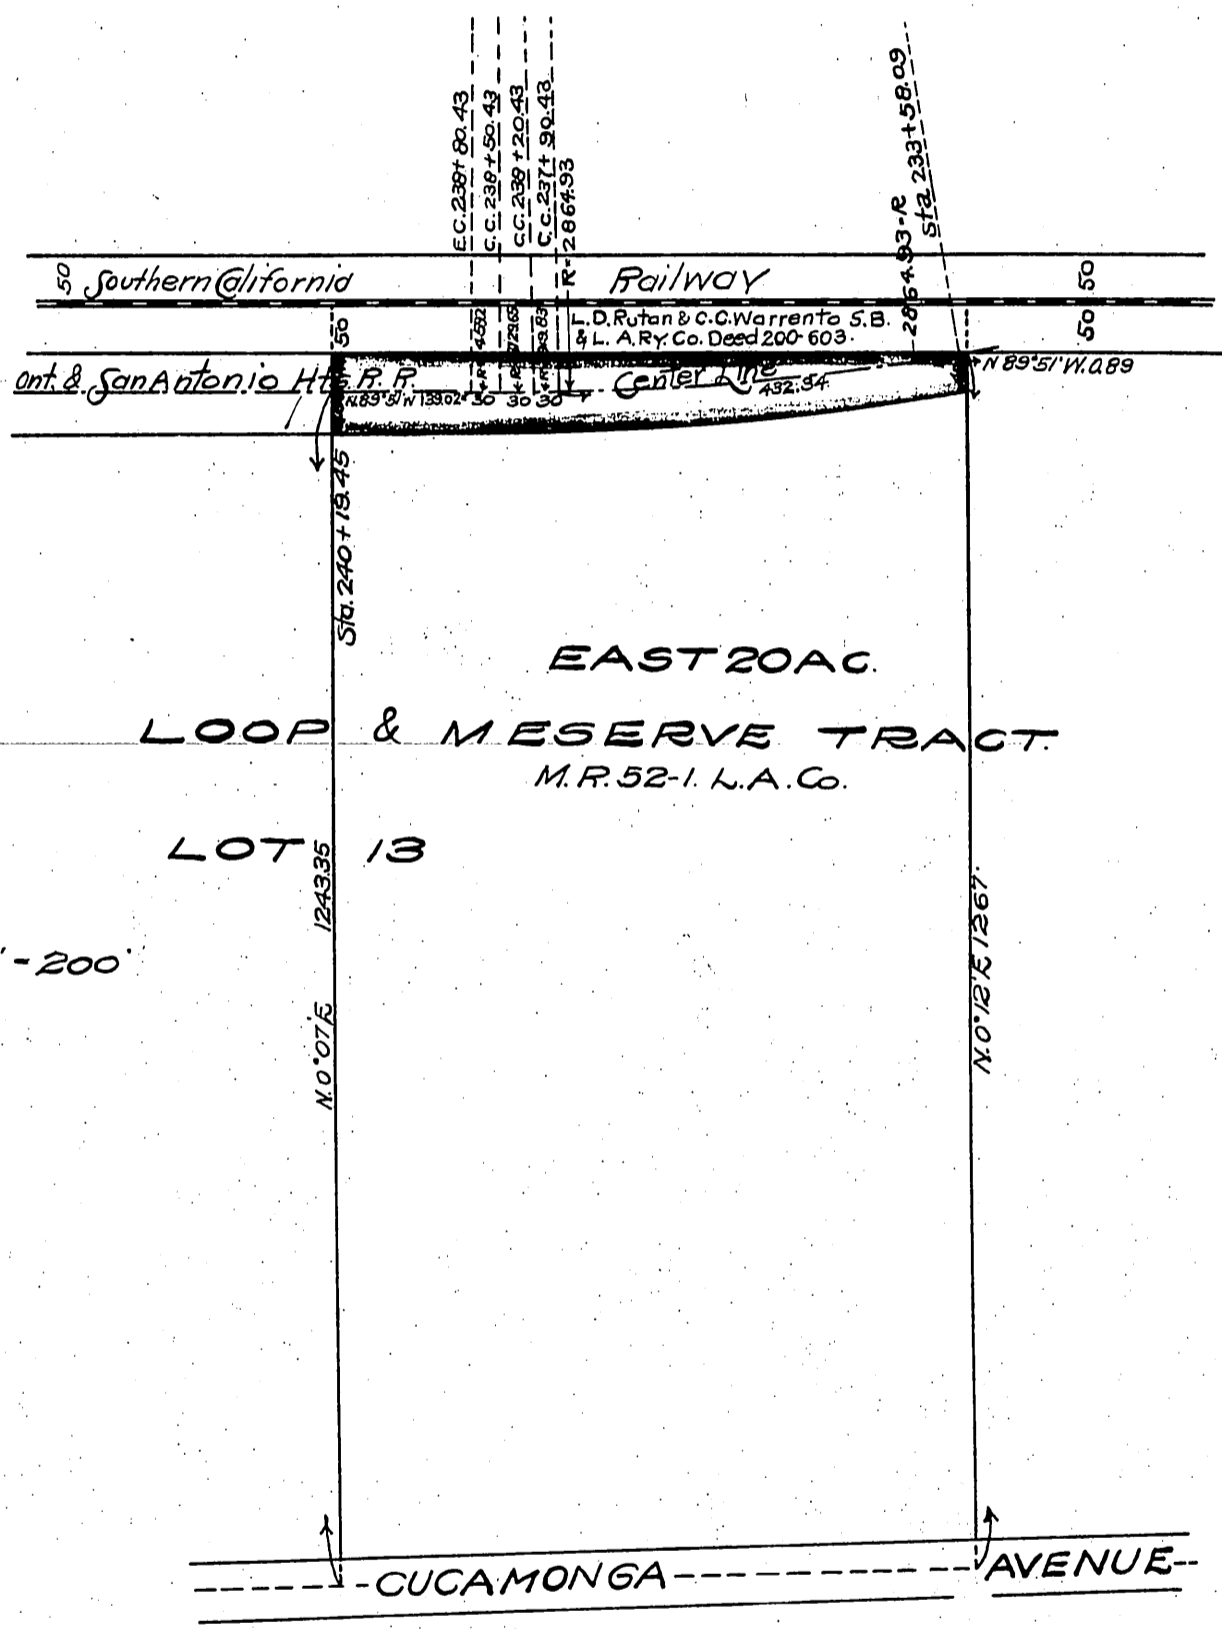 E.C. 238+80.43
C.C. 238+50.43
C.C. 238+20.43
C.C. 237+90.43
R=2864.93
2864.93-R
Sta 233+58.09
50 Southern California Railway 50
50
50
L.D. Rutan & C.C. Warren to S.B.
& L.A. Ry. Co. Deed 200-603.
Ont. & San Antonio Ht R.R.
Center Line
432.34
N 89°51' W. 0.89
N.89°51' W 139.02
30 30 30
Sta. 240+19.45
EAST 20 AC.
LOOP & MESERVE TRACT.
M.R. 52-1. L.A. Co.
LOT 13
N.0°07'E 1243.35
N.0°12'E 1267.
-200'
CUCAMONGA AVENUE